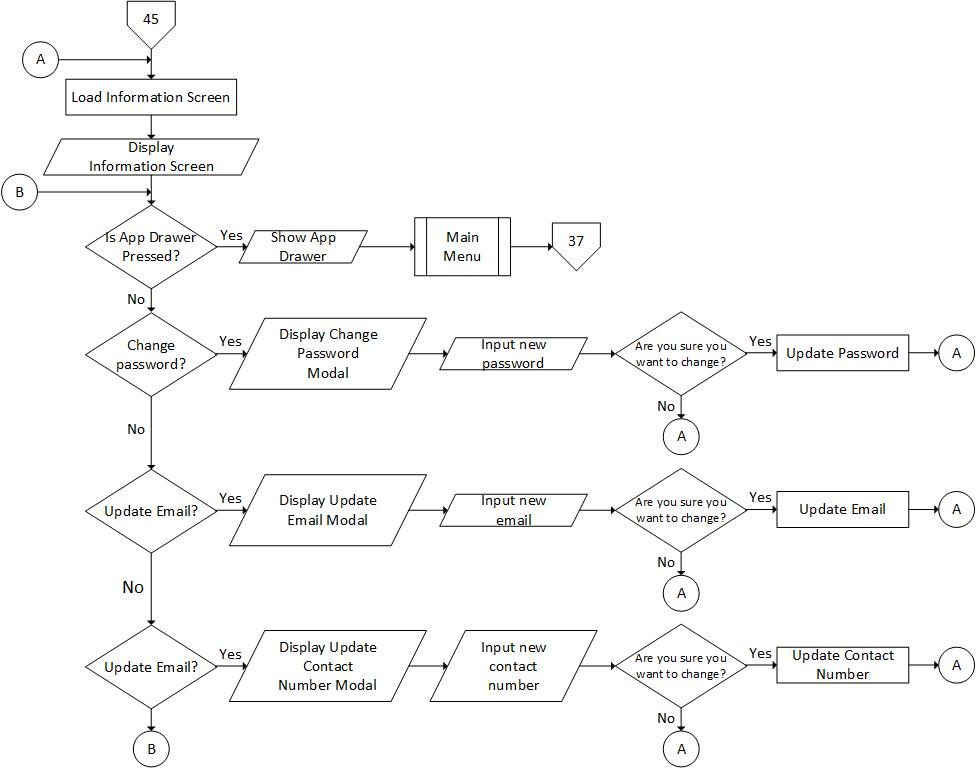 45
A
Load Information Screen
Display
Information Screen
B
Is App Drawer
Pressed?
Yes
Show App
Drawer
Main
Menu
37
No
Change
password?
Yes
Display Change
Password
Modal
Input new
password
Are you sure you
want to change?
Yes
Update Password
A
No
A
No
Update Email?
Yes
Display Update
Email Modal
Input new
email
Are you sure you
want to change?
Yes
Update Email
A
No
A
No
Update Email?
Yes
Display Update
Contact
Number Modal
Input new
contact
number
Are you sure you
want to change?
Yes
Update Contact
Number
A
No
A
B